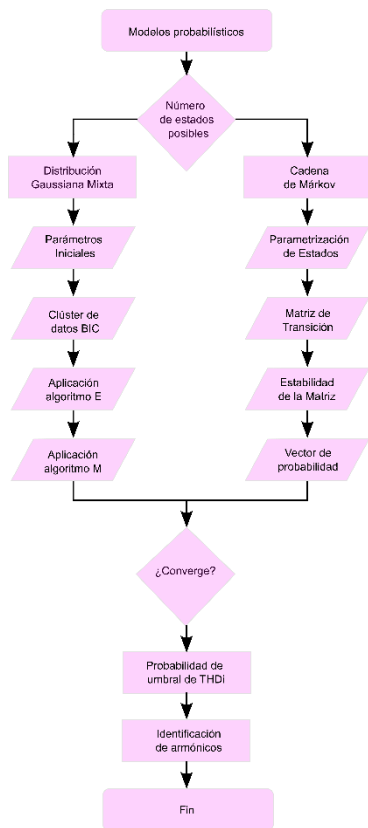 Modelos probabilísticos
Número
de estados
posibles
Distribución
Gaussiana Mixta
Cadena
de Márkov
Parámetros
Iniciales
Parametrización
de Estados
Clúster de
datos BIC
Matriz de
Transición
Aplicación
algoritmo E
Estabilidad
de la Matriz
Aplicación
algoritmo M
Vector de
probabilidad
¿Converge?
Probabilidad de
umbral de THDi
Identificación
de armónicos
Fin